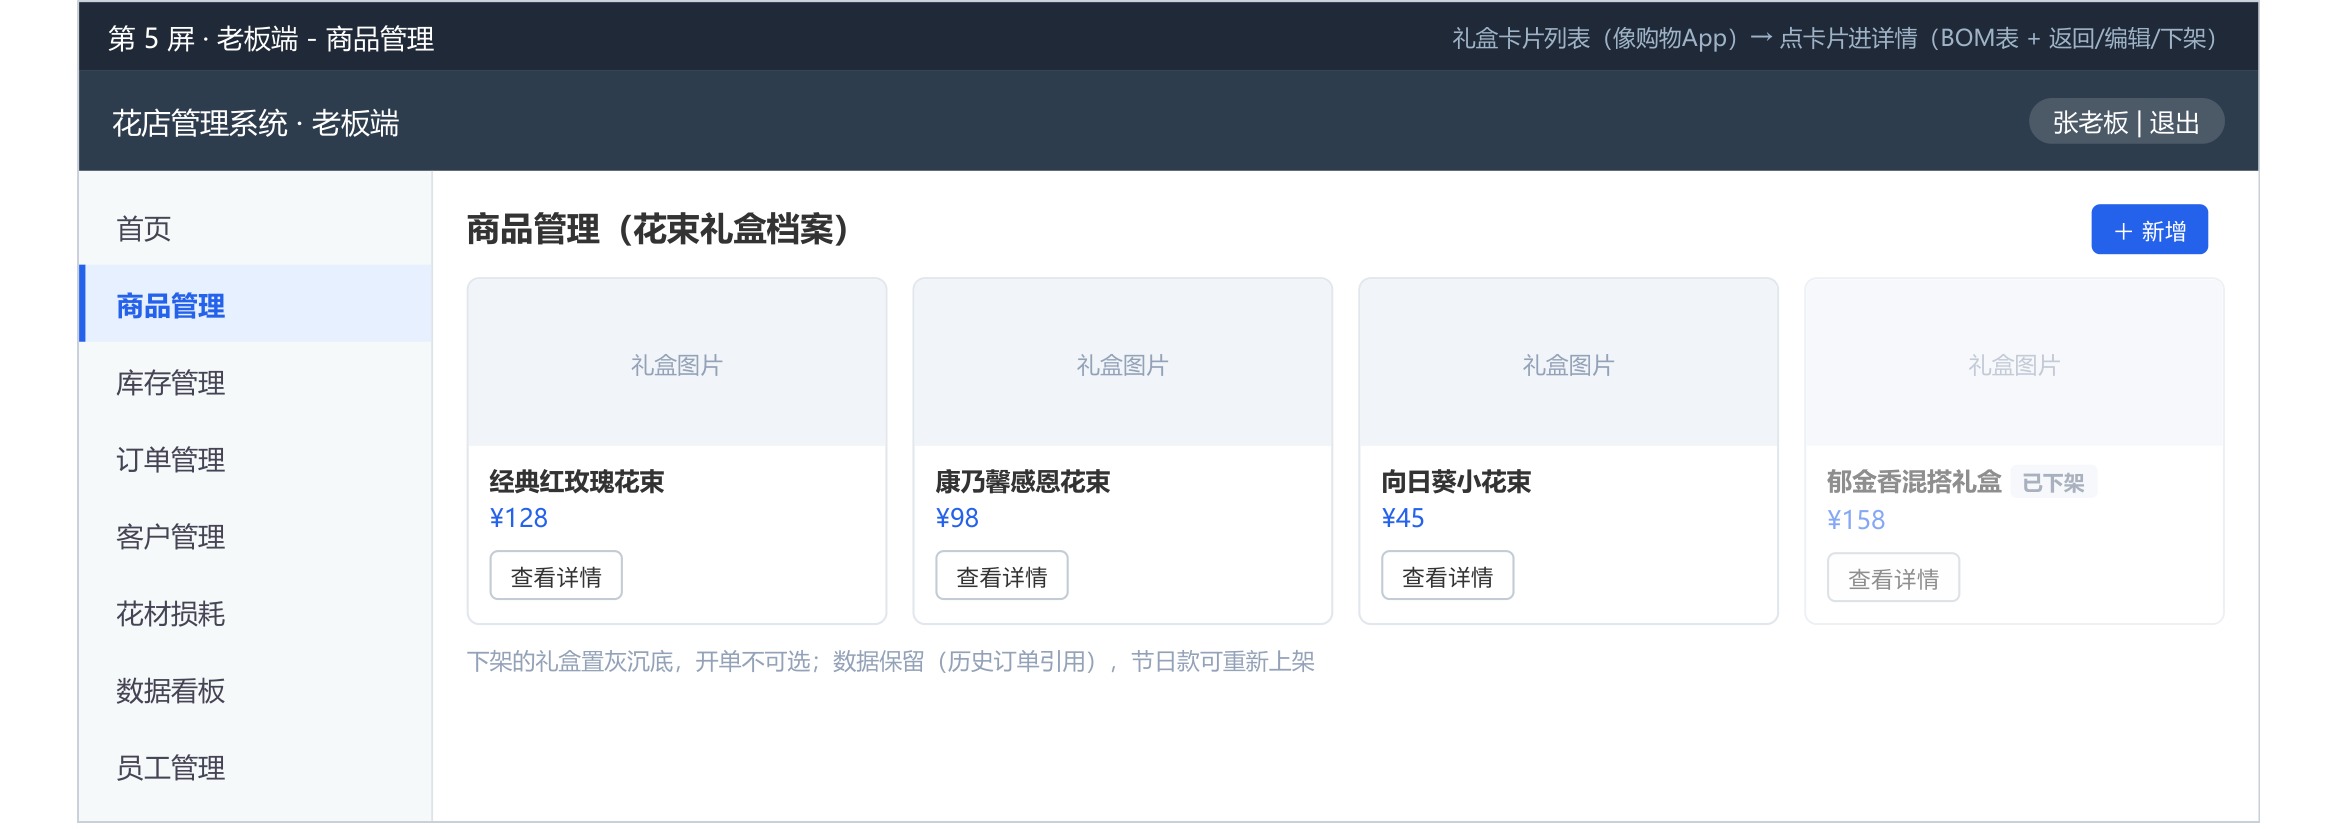 第 5 屏 · 老板端 - 商品管理
礼盒卡片列表（像购物App）→ 点卡片进详情（BOM表 + 返回/编辑/下架）
花店管理系统 · 老板端
张老板 | 退出
首页
商品管理
库存管理
订单管理
客户管理
花材损耗
数据看板
员工管理
商品管理（花束礼盒档案）
＋ 新增
礼盒图片
经典红玫瑰花束
¥128
查看详情
礼盒图片
康乃馨感恩花束
¥98
查看详情
礼盒图片
向日葵小花束
¥45
查看详情
礼盒图片
郁金香混搭礼盒 已下架
¥158
查看详情
下架的礼盒置灰沉底，开单不可选；数据保留（历史订单引用），节日款可重新上架